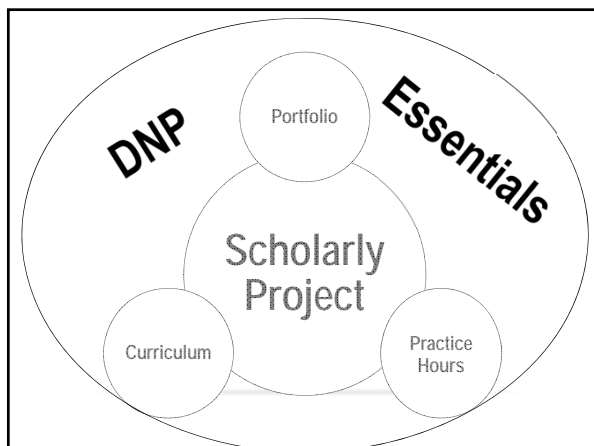 DNP
Essentials
Portfolio
Scholarly
Project
Curriculum
Practice
Hours